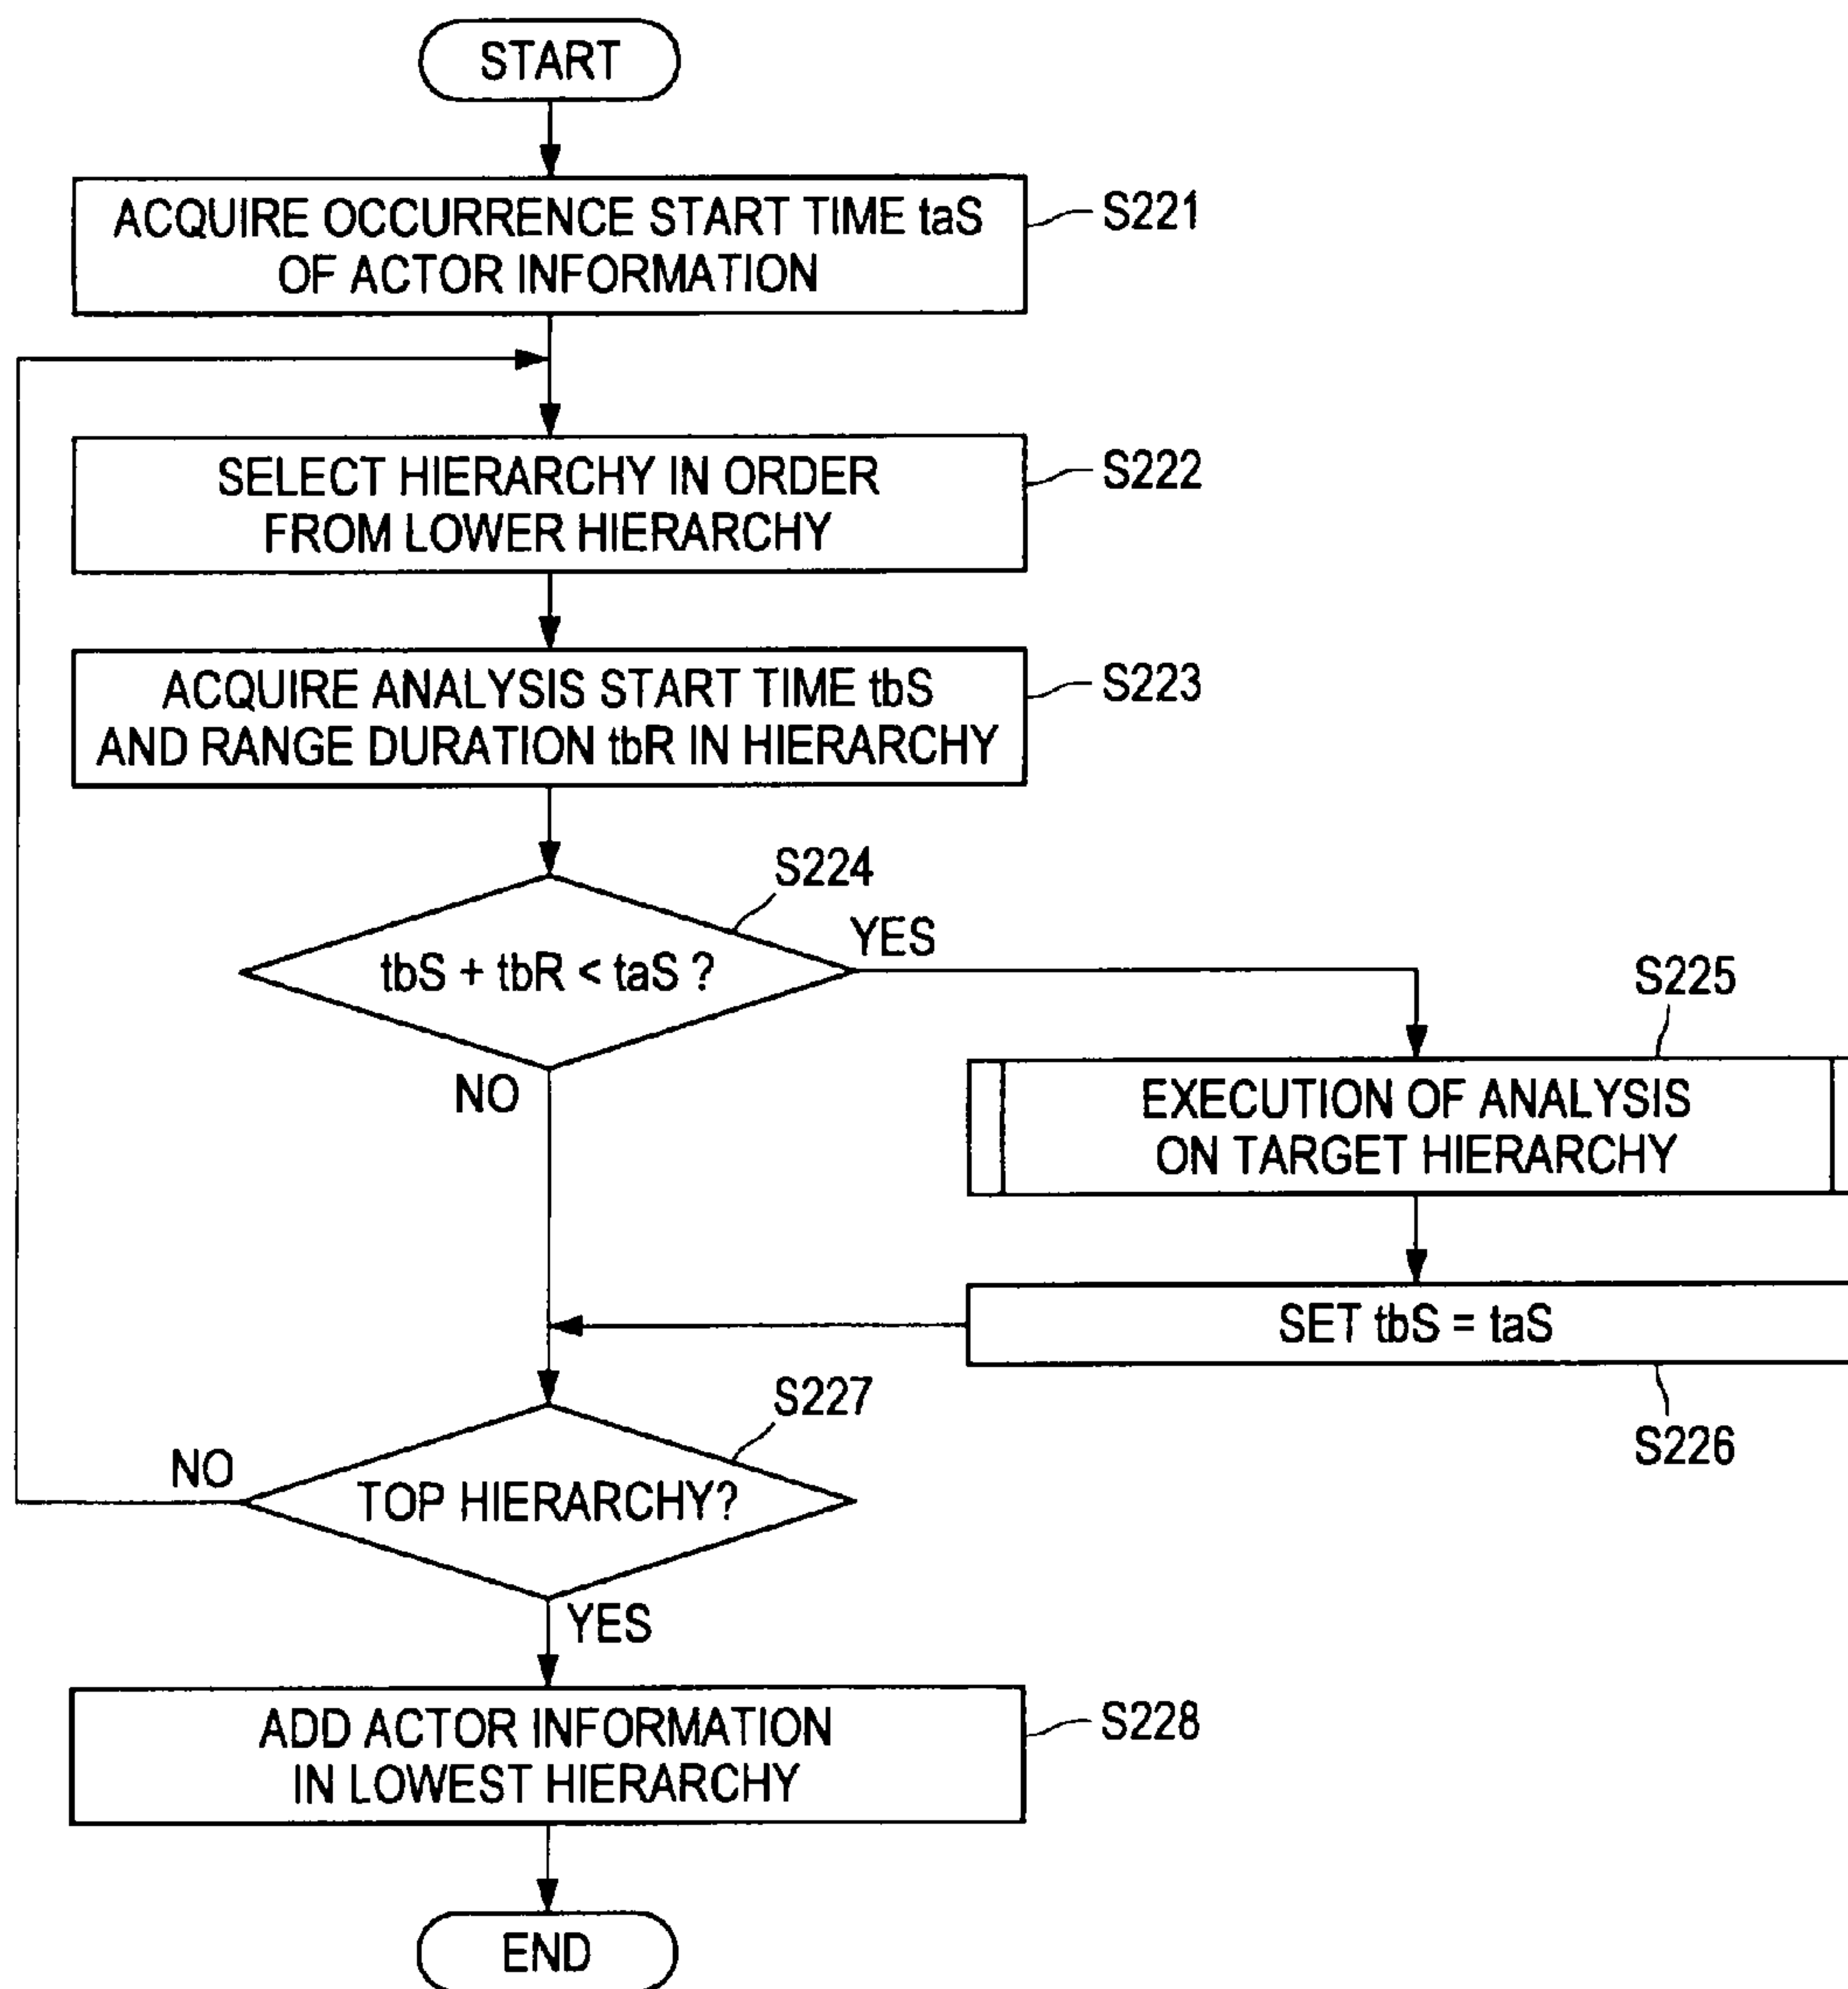 START
ACQUIRE OCCURRENCE START TIME taS
OF ACTOR INFORMATION
S221
SELECT HIERARCHY IN ORDER
FROM LOWER HIERARCHY
S222
ACQUIRE ANALYSIS START TIME tbS
AND RANGE DURATION tbR IN HIERARCHY
S223
S224
tbS + tbR < taS ?
YES
NO
S225
EXECUTION OF ANALYSIS
ON TARGET HIERARCHY
SET tbS = taS
S226
S227
TOP HIERARCHY?
NO
YES
ADD ACTOR INFORMATION
IN LOWEST HIERARCHY
S228
END